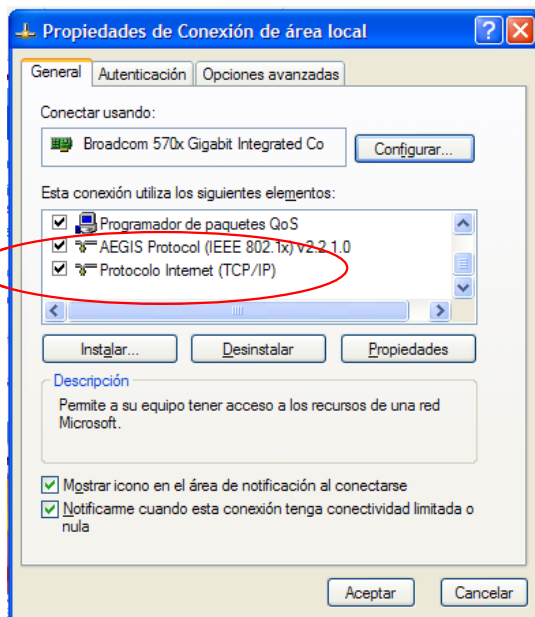 Propiedades de Conexión de área local
General Autenticación Opciones avanzadas
Conectar usando:
Broadcom 570x Gigabit Integrated Co
Configurar...
Esta conexión utiliza los siguientes elementos:
Programador de paquetes QoS
AEGIS Protocol (IEEE 802.1x) v2.2.1.0
Protocolo Internet (TCP/IP)
Instalar... Desinstalar Propiedades
Descripción
Permite a su equipo tener acceso a los recursos de una red
Microsoft.
Mostrar icono en el área de notificación al conectarse
Notificarme cuando esta conexión tenga conectividad limitada o
nula
Aceptar Cancelar